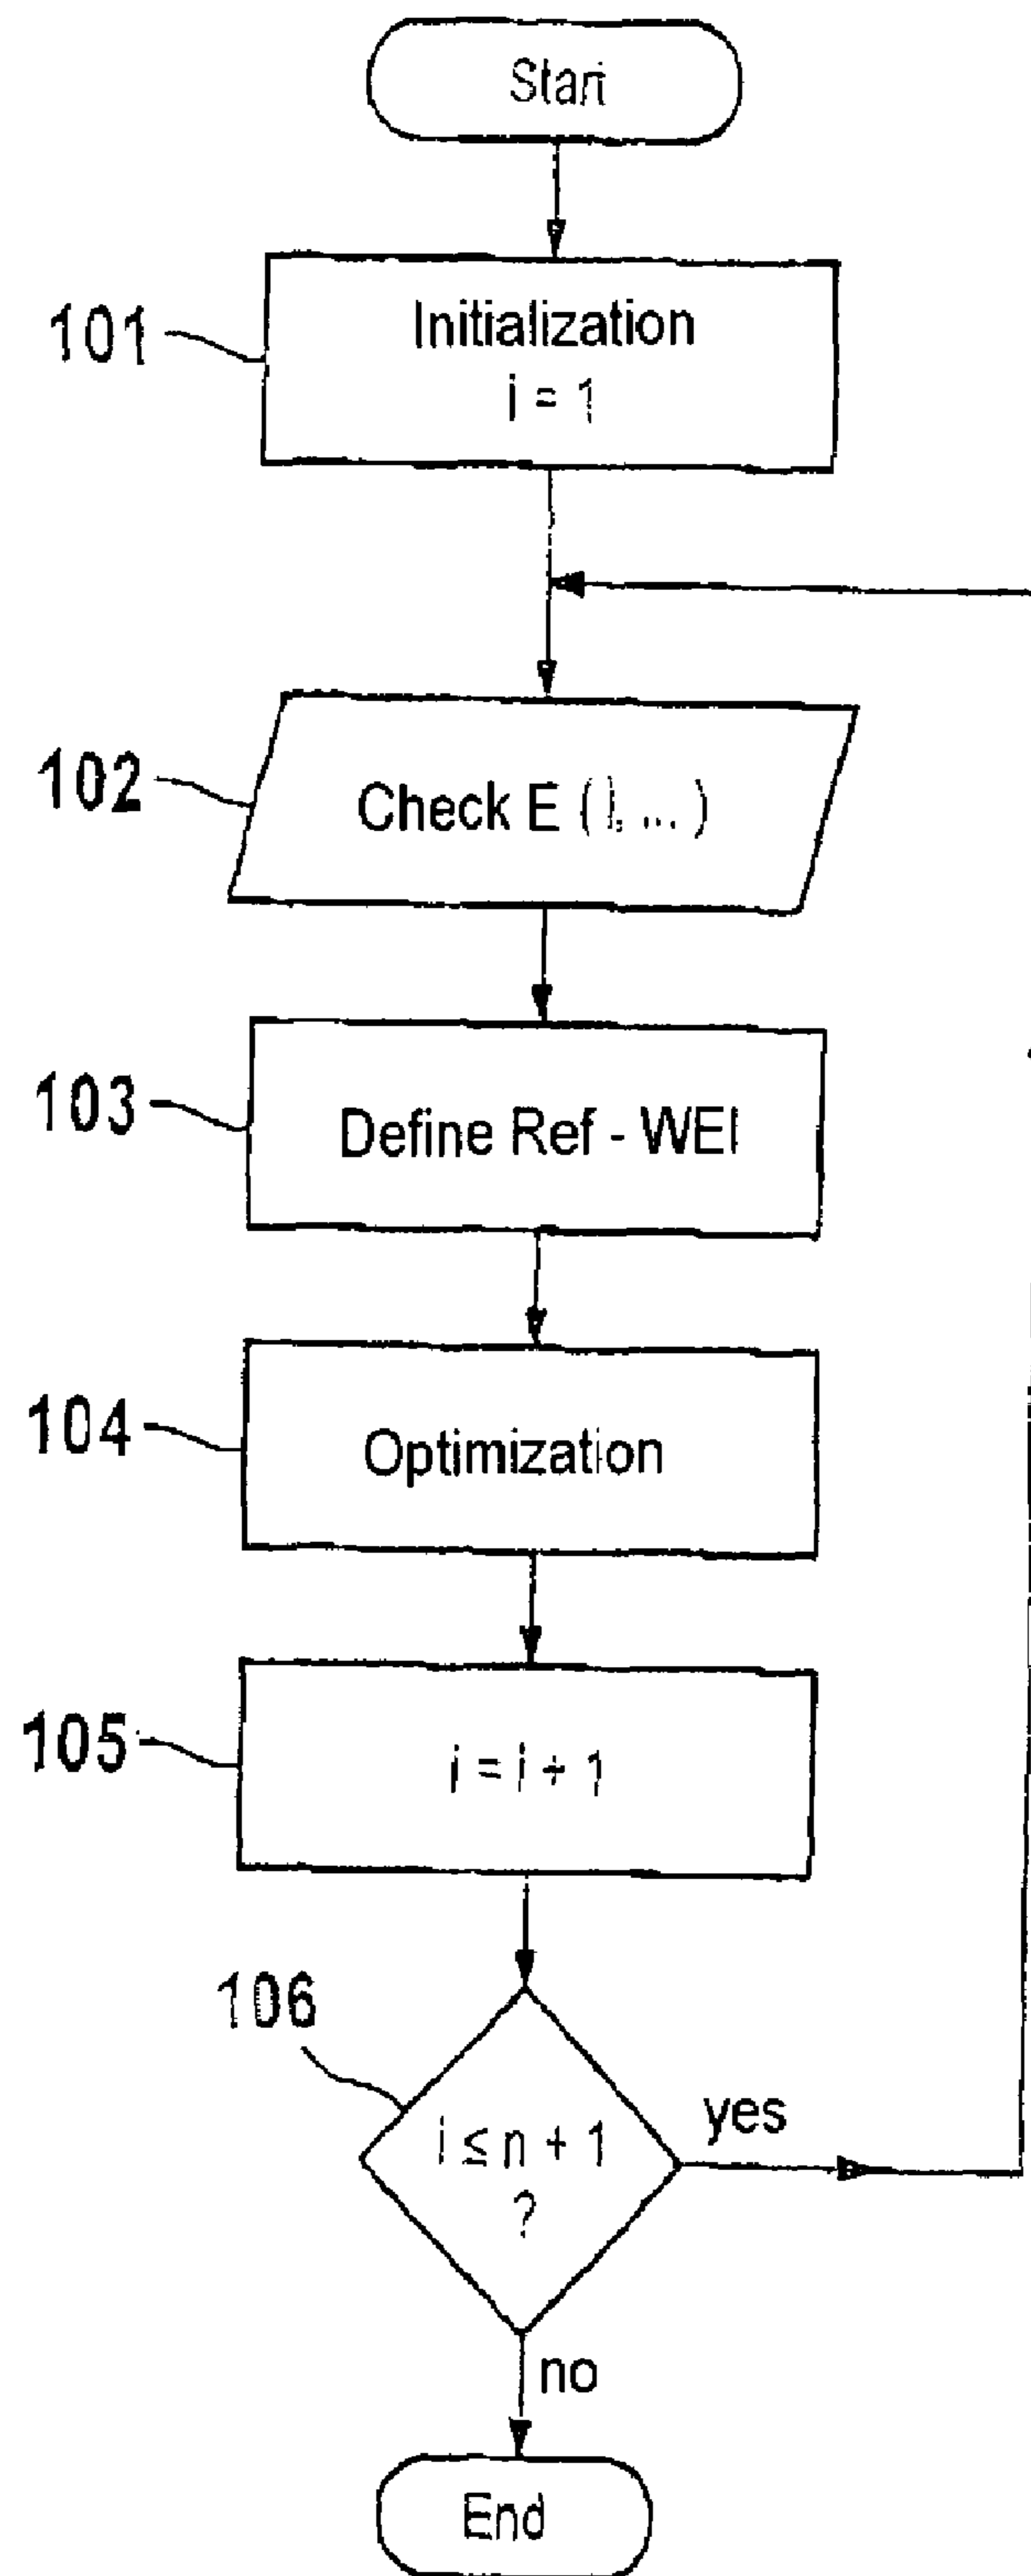 Start
101
Initialization
i = 1
102
Check E (i, ... )
103
Define Ref - WEI
104
Optimization
105
i = i + 1
106
i ≤ n + 1
?
yes
no
End